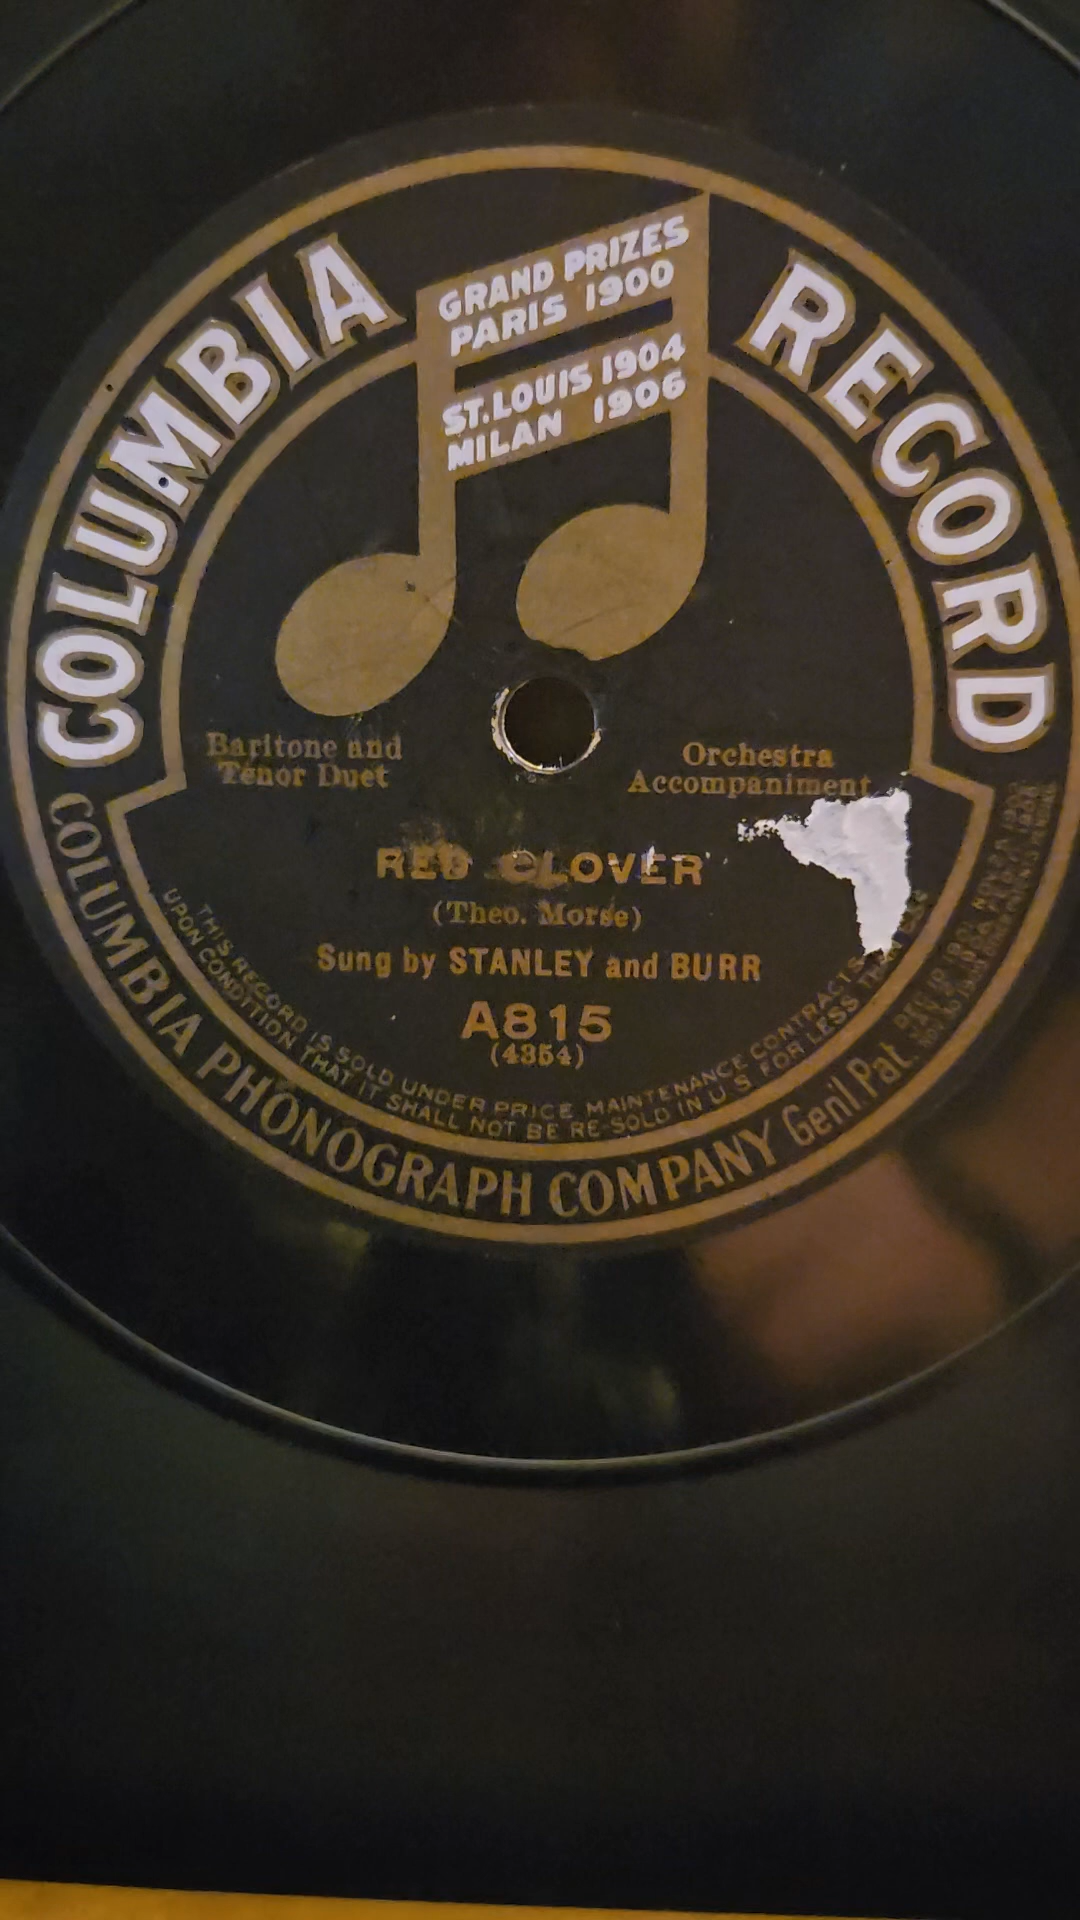 COLUMBIA RECORD
GRAND PRIZES
PARIS 1900
ST. LOUIS 1904
MILAN 1906
Baritone and
Tenor Duet
Orchestra
Accompaniment
RED CLOVER
(Theo. Morse)
Sung by STANLEY and BURR
A815
(4354)
THIS RECORD IS SOLD UNDER PRICE MAINTENANCE CONTRACTS
UPON CONDITION THAT IT SHALL NOT BE RE-SOLD IN U.S. FOR LESS THAN
COLUMBIA PHONOGRAPH COMPANY Gen'l. Pat.